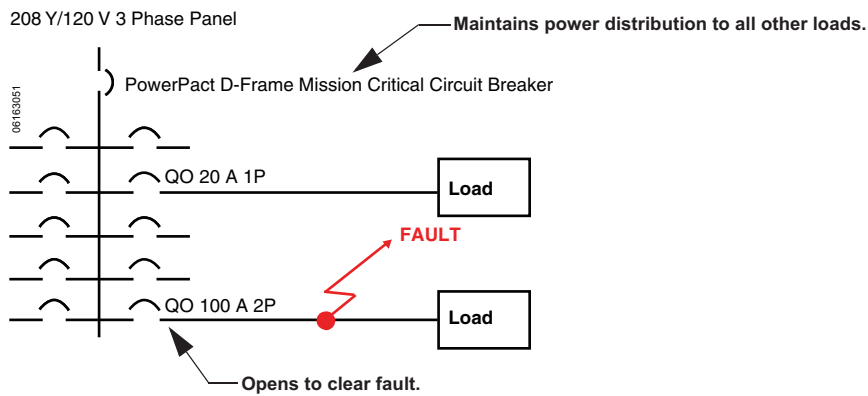 208 Y/120 V 3 Phase Panel
Maintains power distribution to all other loads.
PowerPact D-Frame Mission Critical Circuit Breaker
06163051
QO 20 A 1P
Load
FAULT
QO 100 A 2P
Load
Opens to clear fault.